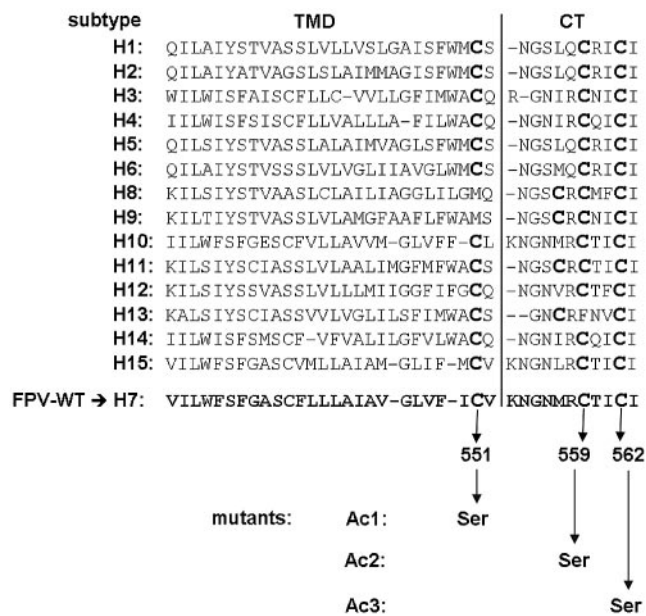 subtype TMD CT
H1: QILAIYSTVASSLVLLVSLGAISFWMCS -NGSLQCRICI
H2: QILAIYATVAGSLSLAIMMAGISFWMCS -NGSLQCRICI
H3: WILWISFAISCFLLC-VVLLGFIMWACQ R-GNIRCNICI
H4: IILWISFSISCFLLVALLLA-FILWACQ -NGNIRCQICI
H5: QILSIYSTVASSLALAIMVAGLSFWMCS -NGSLQCRICI
H6: QILAIYSTVSSSLVLVGLIIAVGLWMCS -NGSMQCRICI
H8: KILSIYSTVAASLCLAILIAGGLILGMQ -NGSCRCMFCI
H9: KILTIYSTVASSLVLAMGFAAFLFWAMS -NGSCRCNICI
H10: IILWFSFGESCFVLLAVVM-GLVFF-CL KNGNMRCTICI
H11: KILSIYSCIASSLVLAALIMGFMFWACS -NGSCRCTICI
H12: KILSIYSSVASSLVLLLMIIGGFIFGCQ -NGNVRCTFCI
H13: KALSIYSCIASSVVLVGLILSFIMWACS --GNCRFNVCI
H14: IILWISFSMSCF-VFVALILGFVLWACQ -NGNIRCQICI
H15: VILWFSFGASCVMLLAIAM-GLIF-MCV KNGNLRCTICI
FPV-WT → H7: VILWFSFGASCFLLLAIAV-GLVF-ICV KNGNMRCTICI
551 559 562
mutants: Ac1: Ser
Ac2: Ser
Ac3: Ser